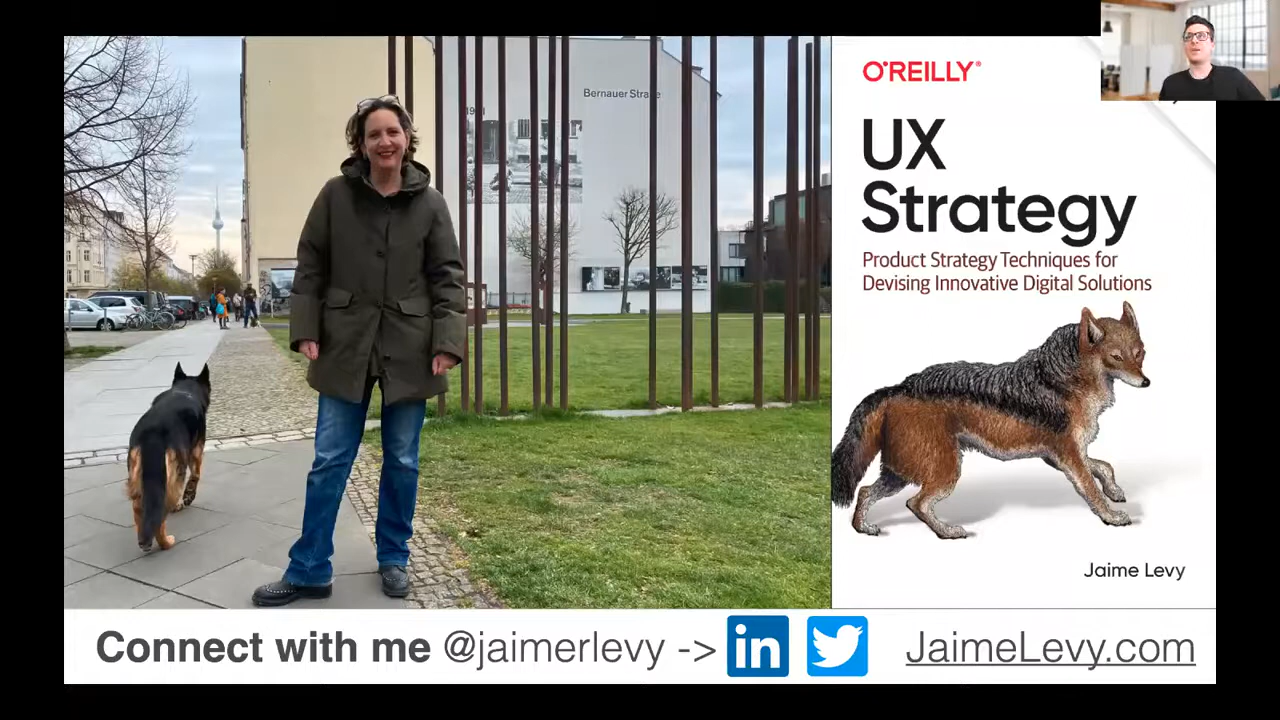 Bernauer Straße
O'REILLY®
UX
Strategy
Product Strategy Techniques for
Devising Innovative Digital Solutions
Jaime Levy
Connect with me @jaimerlevy -> in
JaimeLevy.com